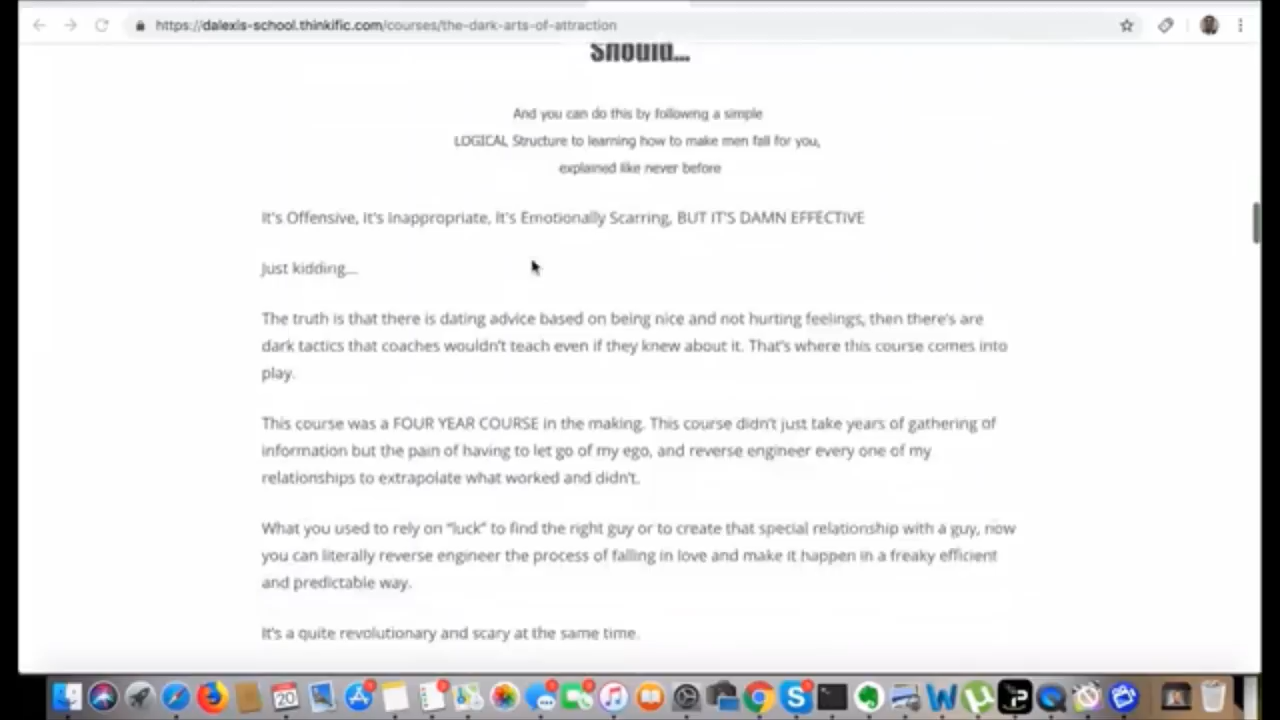 https://dalexis-school.thinkific.com/courses/the-dark-arts-of-attraction
Should...
And you can do this by following a simple
LOGICAL Structure to learning how to make men fall for you,
explained like never before
It's Offensive, It's Inappropriate, It's Emotionally Scarring, BUT IT'S DAMN EFFECTIVE
Just kidding...
The truth is that there is dating advice based on being nice and not hurting feelings, then there's are
dark tactics that coaches wouldn't teach even if they knew about it. That's where this course comes into
play.
This course was a FOUR YEAR COURSE in the making. This course didn't just take years of gathering of
information but the pain of having to let go of my ego, and reverse engineer every one of my
relationships to extrapolate what worked and didn't.
What you used to rely on "luck" to find the right guy or to create that special relationship with a guy, now
you can literally reverse engineer the process of falling in love and make it happen in a freaky efficient
and predictable way.
It's a quite revolutionary and scary at the same time.
20